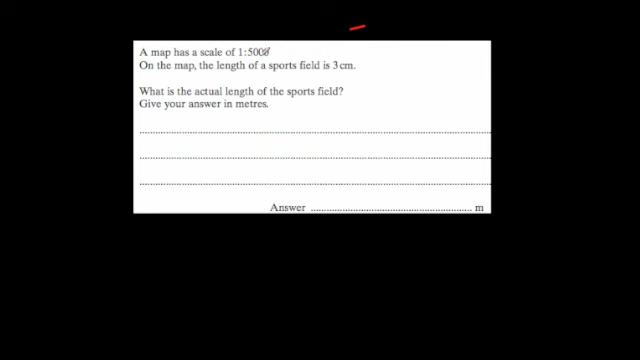 A map has a scale of 1:5000
On the map, the length of a sports field is 3 cm.
What is the actual length of the sports field?
Give your answer in metres.
Answer ........................................................ m